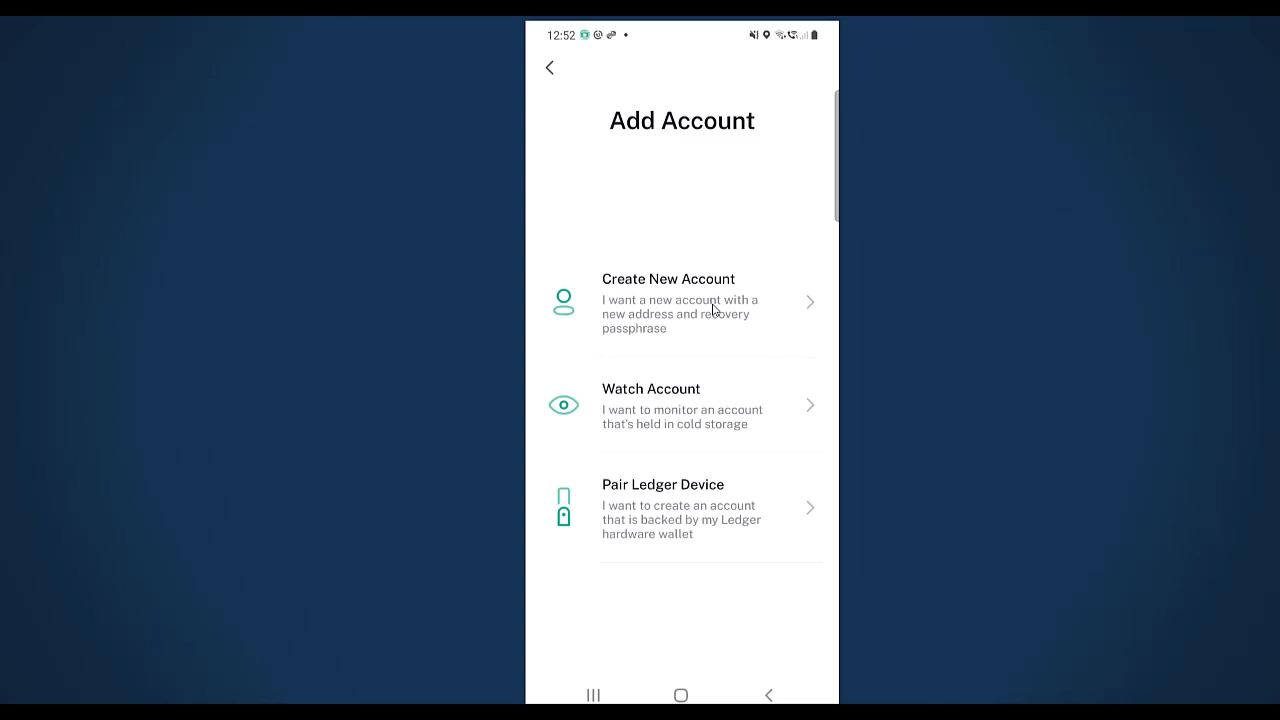 12:52
Add Account
Create New Account
I want a new account with a
new address and recovery
passphrase
Watch Account
I want to monitor an account
that's held in cold storage
Pair Ledger Device
I want to create an account
that is backed by my Ledger
hardware wallet